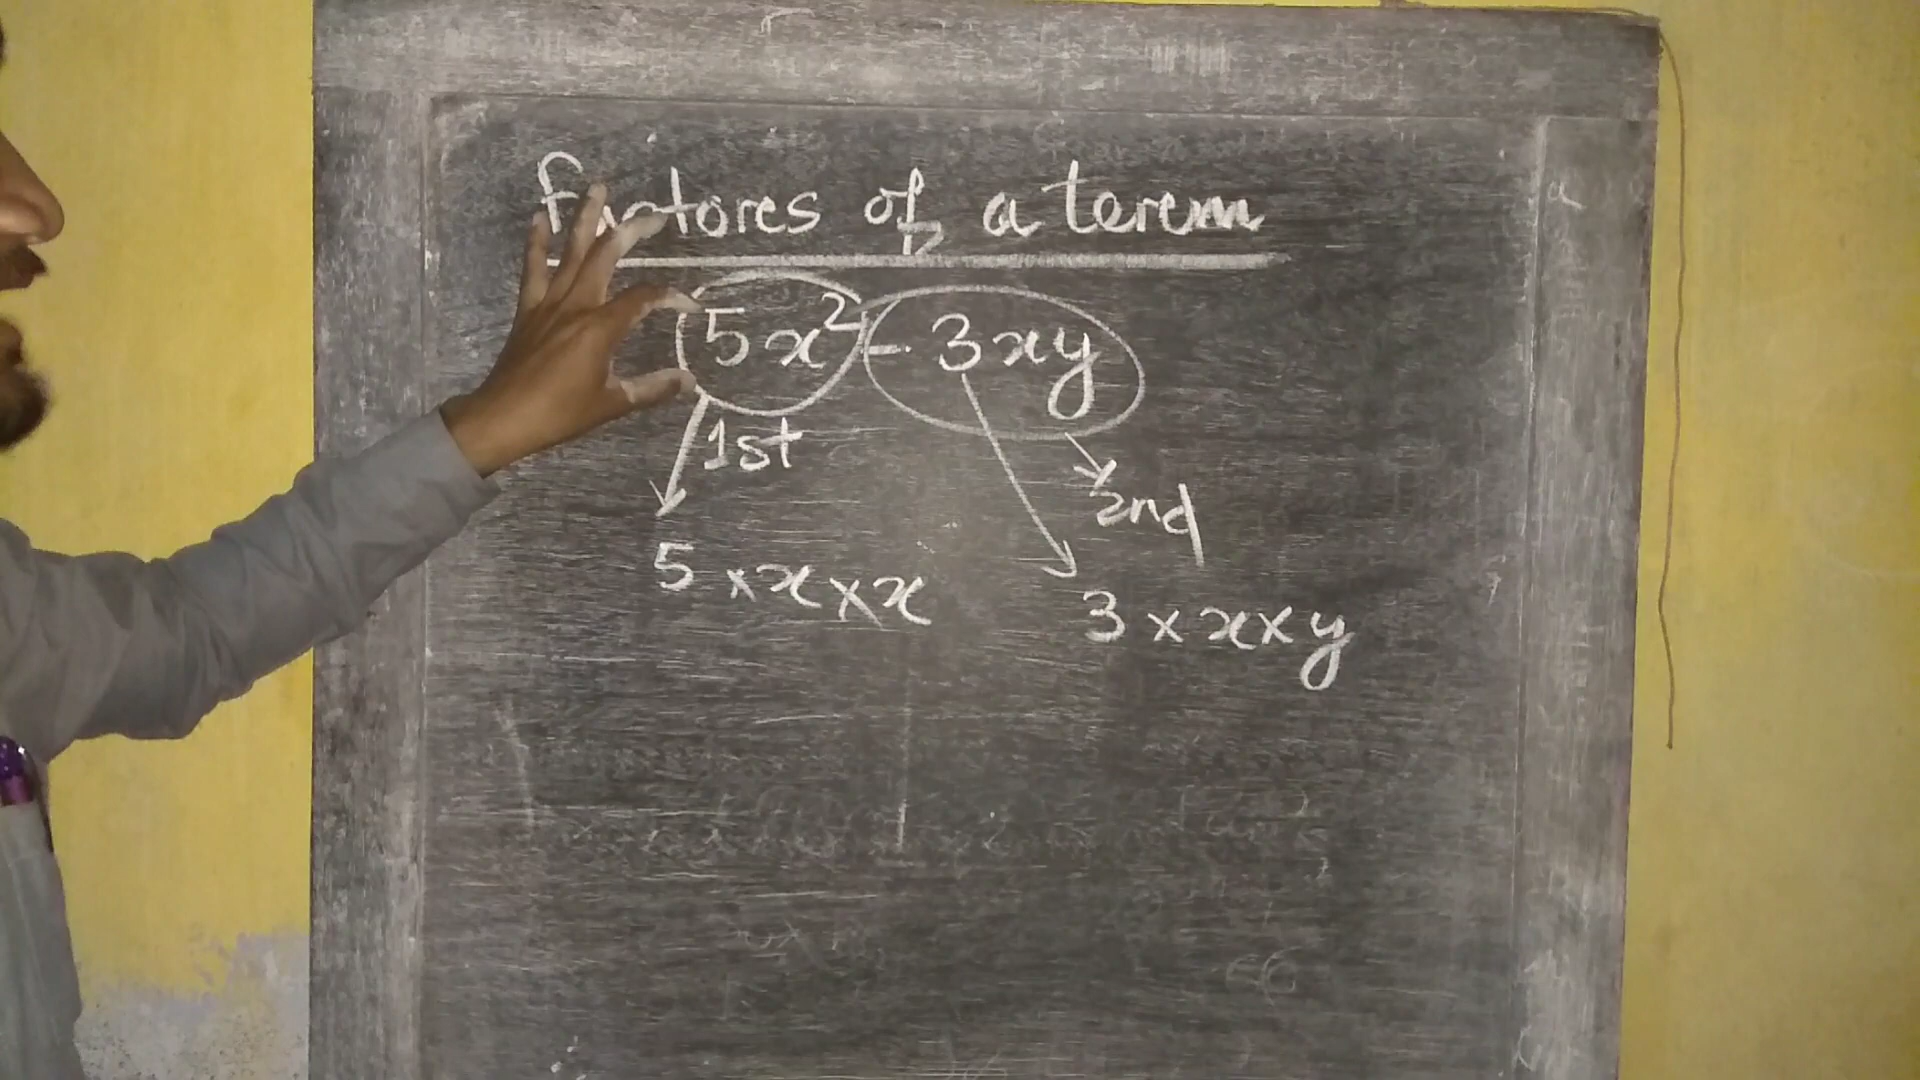 factores of a terem
5x² - 3xy
1st
2nd
5 × x × x
3 × x × y